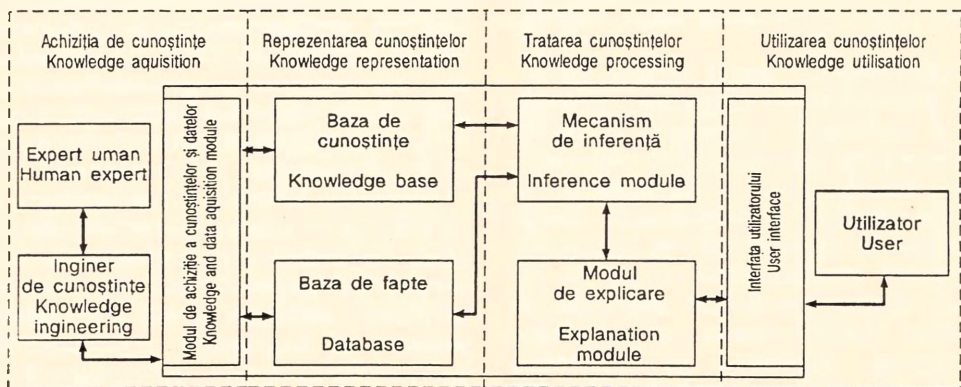 Achiziția de cunoștințe
Knowledge aquisition
Reprezentarea cunoștințelor
Knowledge representation
Tratarea cunoștințelor
Knowledge processing
Utilizarea cunoștințelor
Knowledge utilisation
Expert uman
Human expert
Inginer
de cunoștințe
Knowledge
ingineering
Modul de achiziție a cunoștințelor și datelor
Knowledge and data aquisition module
Baza de
cunoștințe
Knowledge base
Baza de fapte
Database
Mecanism
de inferență
Inference module
Modul
de explicare
Explanation
module
Interfața utilizatorului
User interface
Utilizator
User